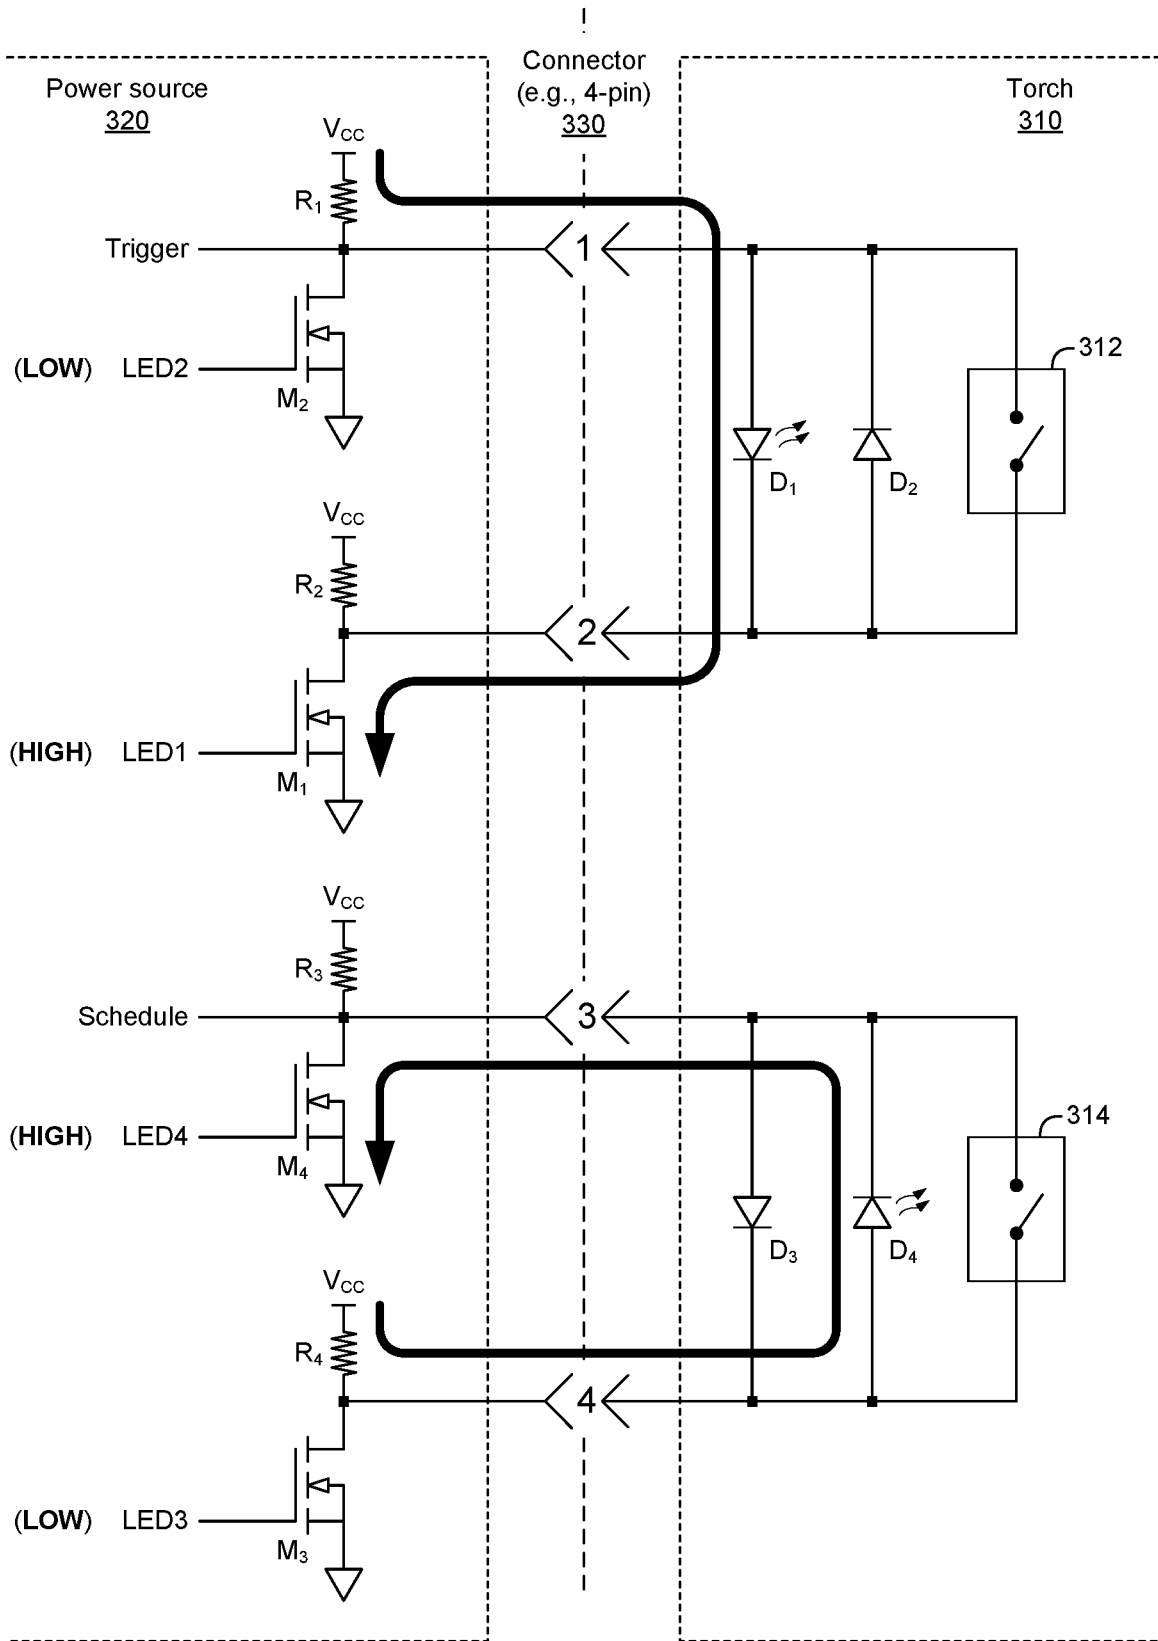 Power source
320
Connector
(e.g., 4-pin)
330
Torch
310
VCC
R1
Trigger
1
(LOW) LED2
M2
312
D1
D2
VCC
R2
2
(HIGH) LED1
M1
VCC
R3
Schedule
3
(HIGH) LED4
M4
314
D3
D4
VCC
R4
4
(LOW) LED3
M3